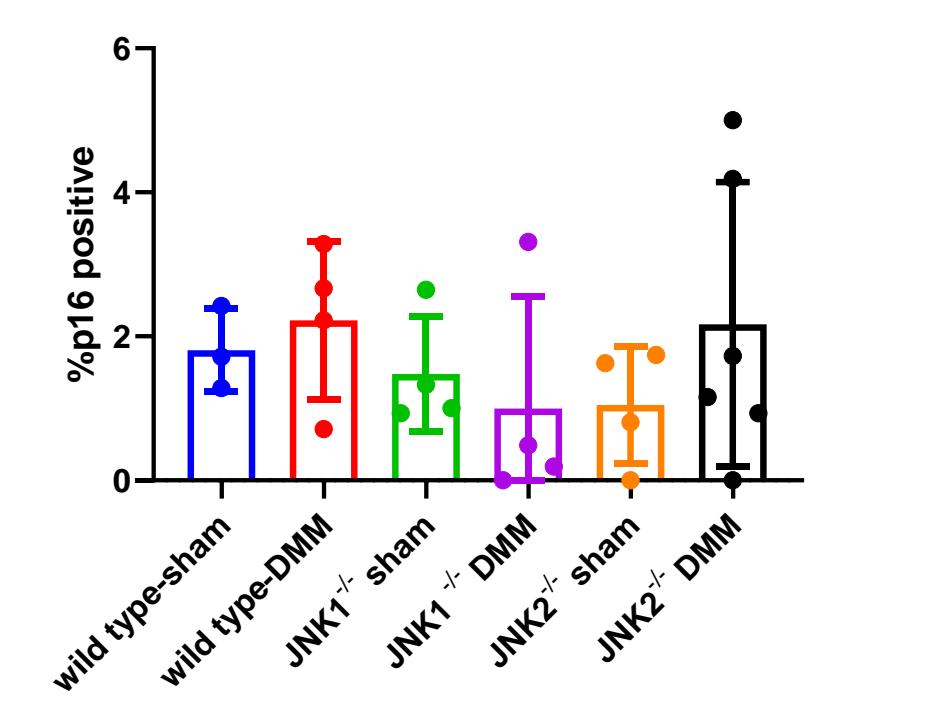 6
4
2
0
%p16 positive
wild type-sham
wild type-DMM
JNK1-/- sham
JNK1 -/- DMM
JNK2-/- sham
JNK2-/- DMM